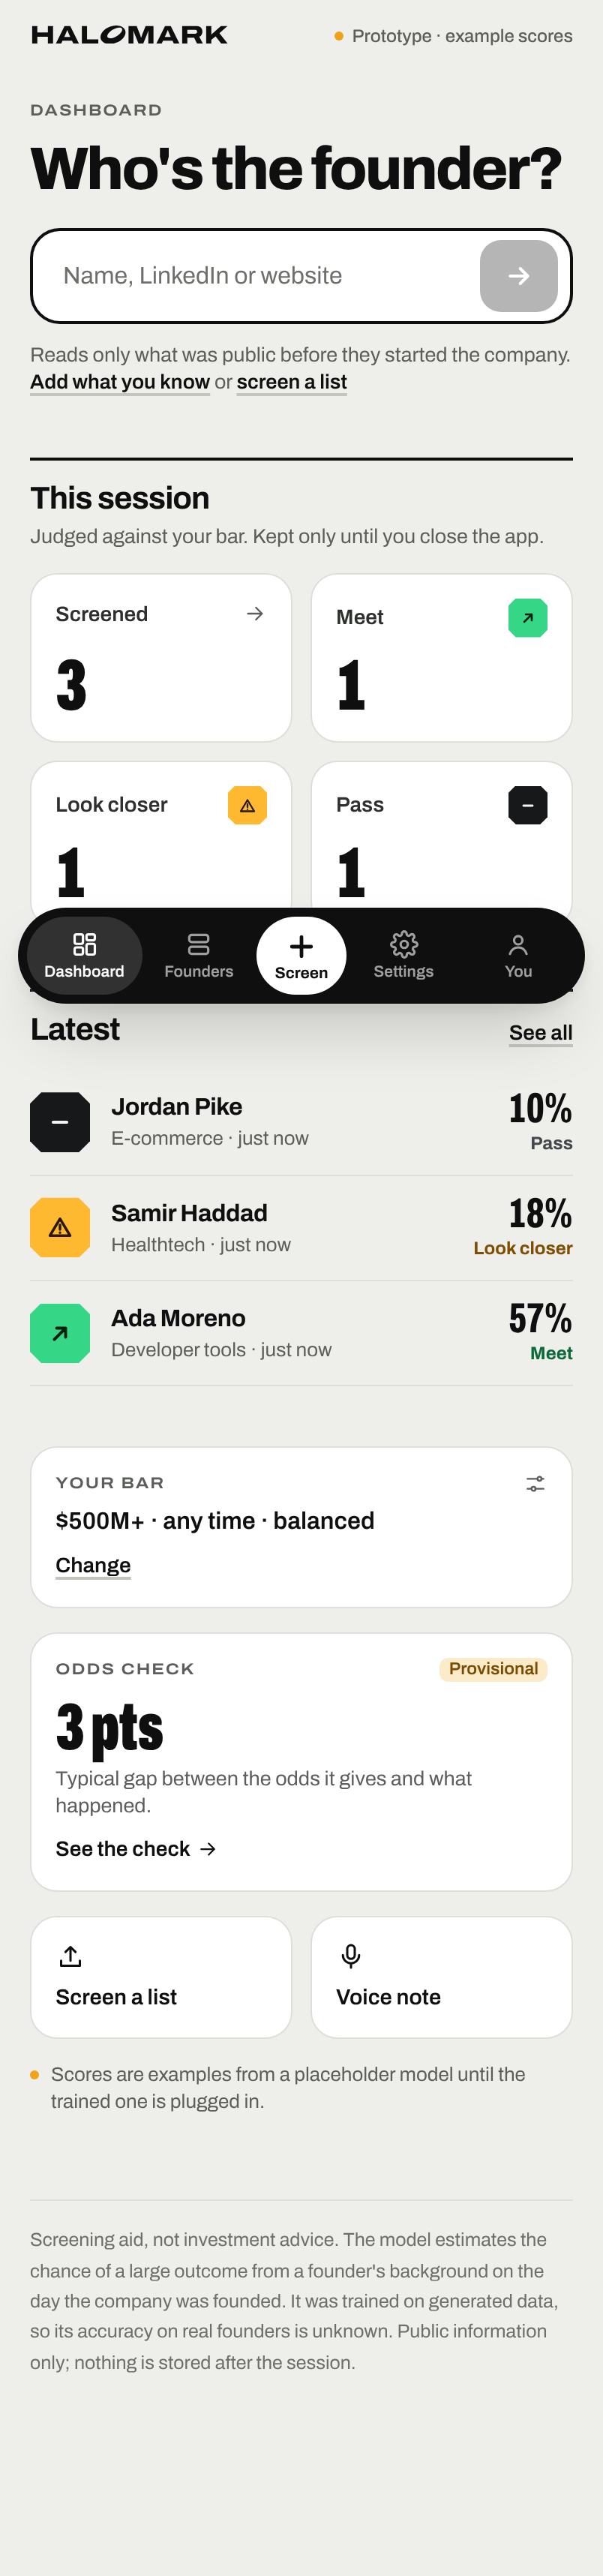 HALOMARK
Prototype · example scores
DASHBOARD
Who's the founder?
Name, LinkedIn or website
Reads only what was public before they started the company.
Add what you know or screen a list
This session
Judged against your bar. Kept only until you close the app.
Screened
Meet
3
1
Look closer
Pass
1
1
Dashboard
Founders
Screen
Settings
You
Latest
See all
Jordan Pike
10%
E-commerce · just now
Pass
Samir Haddad
18%
Healthtech · just now
Look closer
Ada Moreno
57%
Developer tools · just now
Meet
YOUR BAR
$500M+ · any time · balanced
Change
ODDS CHECK
Provisional
3 pts
Typical gap between the odds it gives and what
happened.
See the check →
Screen a list
Voice note
Scores are examples from a placeholder model until the
trained one is plugged in.
Screening aid, not investment advice. The model estimates the
chance of a large outcome from a founder's background on the
day the company was founded. It was trained on generated data,
so its accuracy on real founders is unknown. Public information
only; nothing is stored after the session.